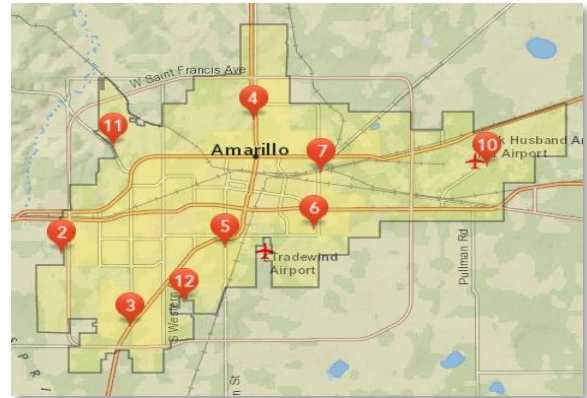 W Saint Francis Ave
4
11
Amarillo
7
10
k Husband A
Airport
2
5
6
Tradewind
Airport
Pullman Rd
12
3
S Western
n St
S P R I